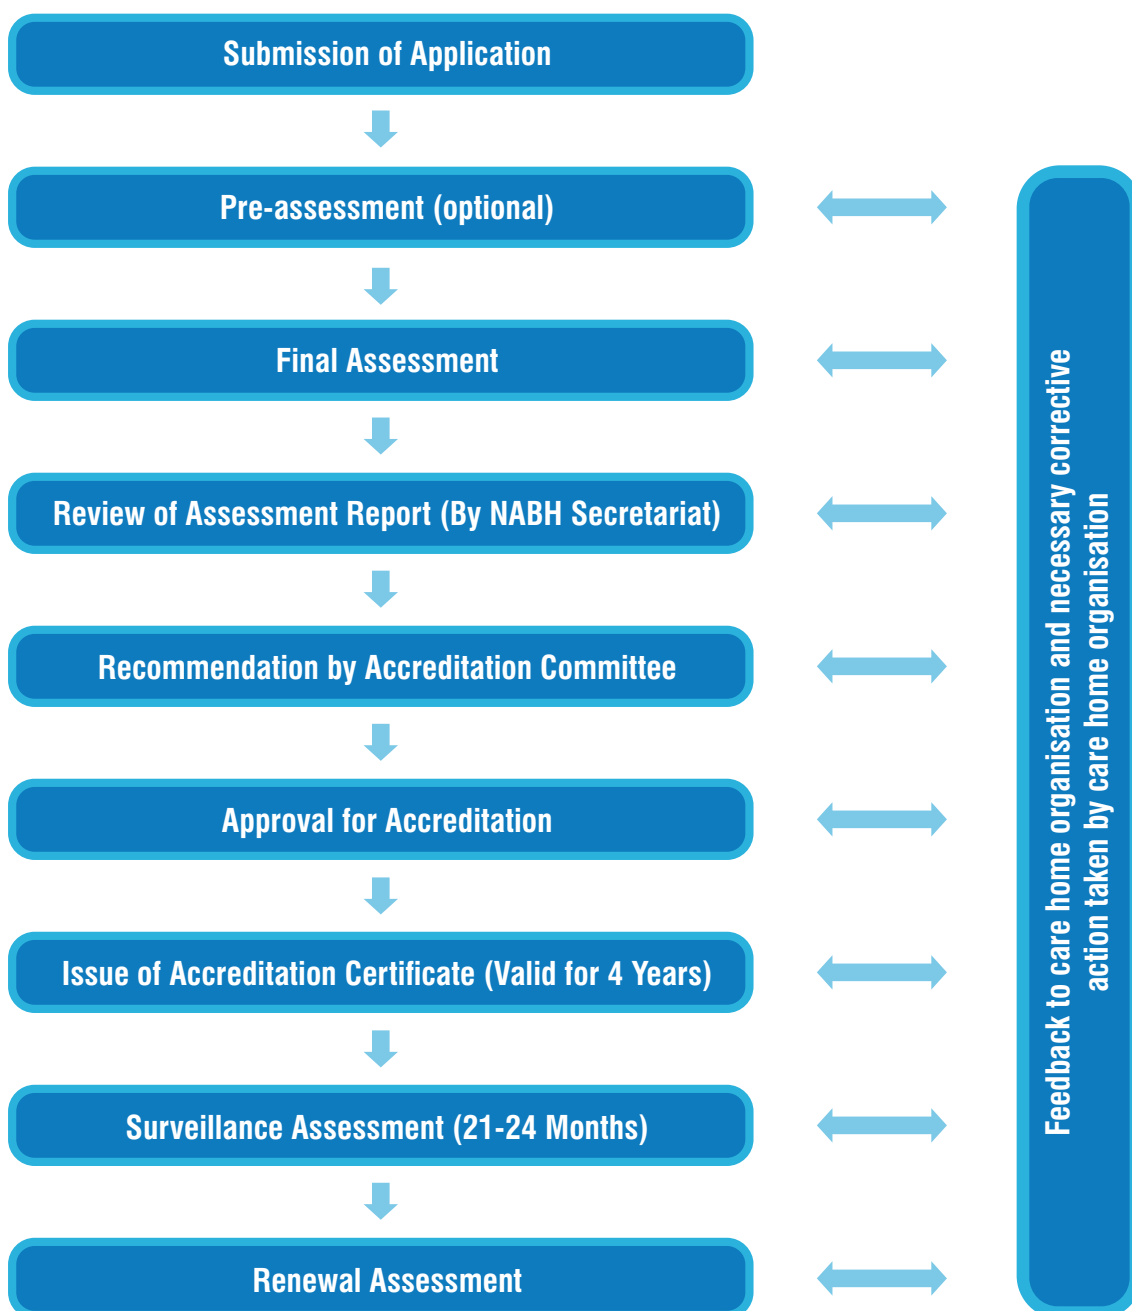 Submission of Application
Pre-assessment (optional)
Final Assessment
Review of Assessment Report (By NABH Secretariat)
Recommendation by Accreditation Committee
Approval for Accreditation
Issue of Accreditation Certificate (Valid for 4 Years)
Surveillance Assessment (21-24 Months)
Renewal Assessment
Feedback to care home organisation and necessary corrective
action taken by care home organisation